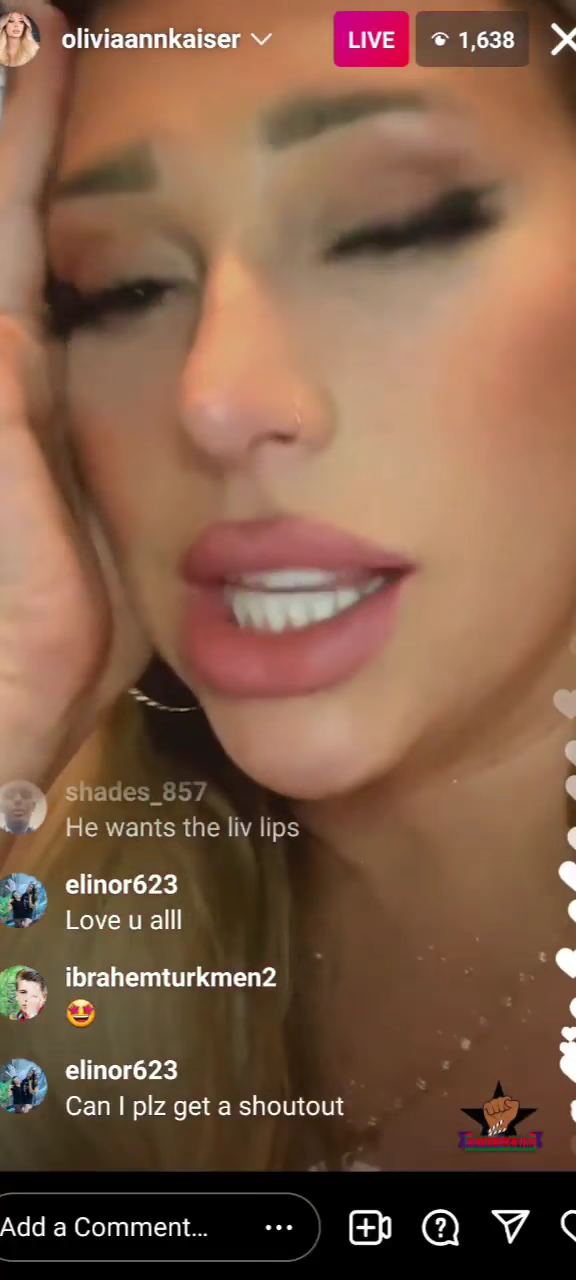 oliviaannkaiser
LIVE
1,638
shades_857
He wants the liv lips
elinor623
Love u alll
ibrahemturkmen2
elinor623
Can I plz get a shoutout
Add a Comment...